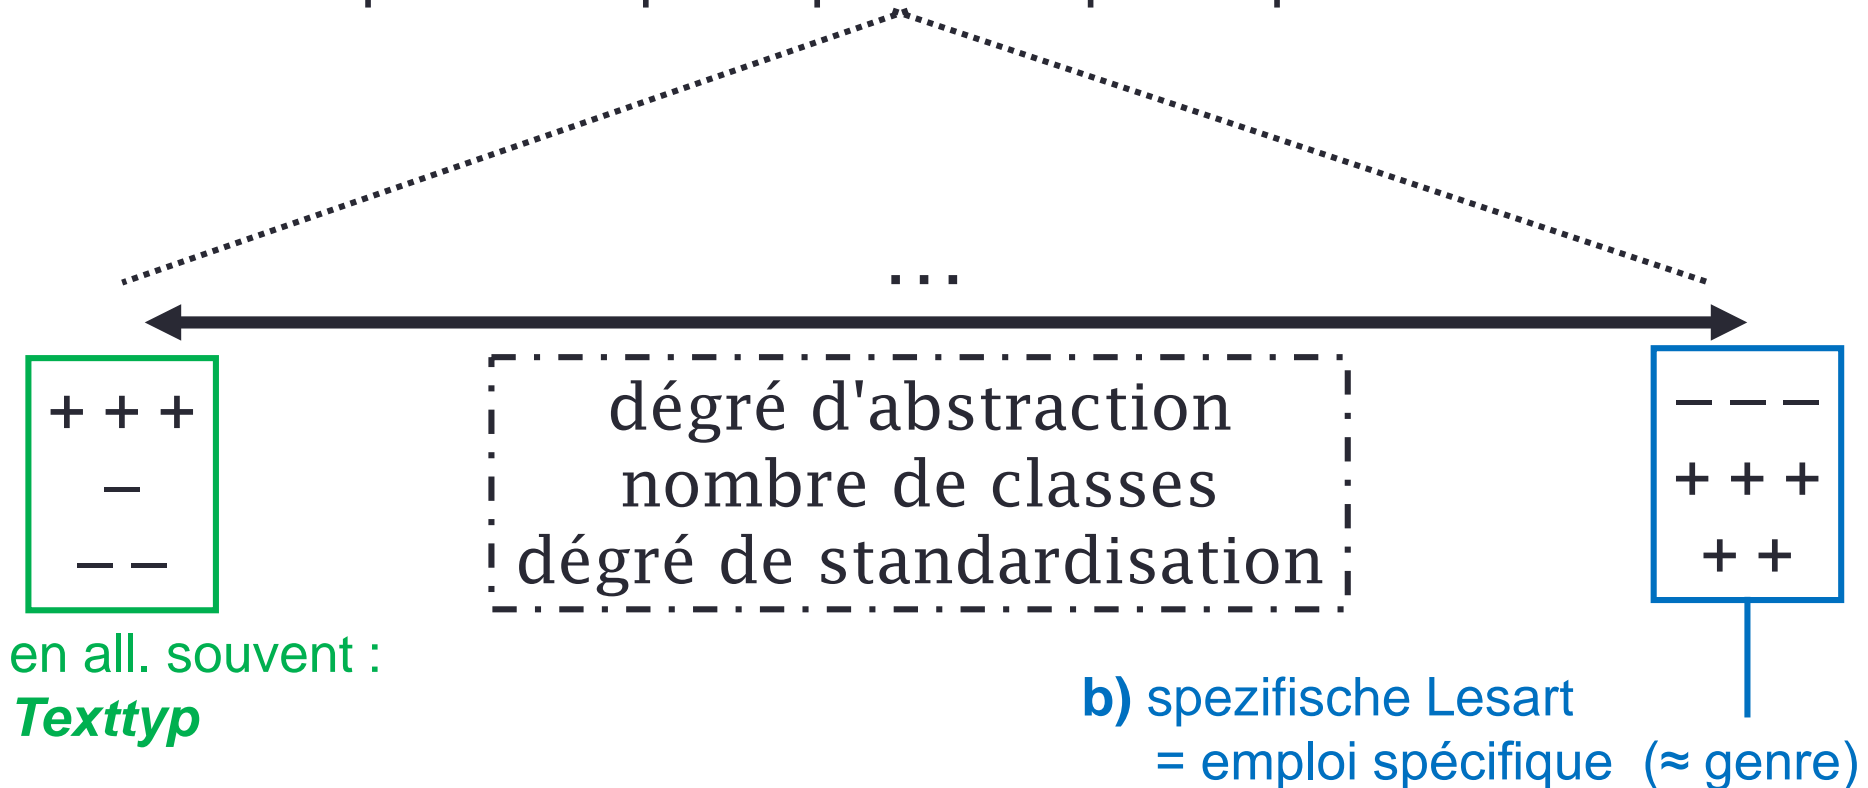 ...
+ + + dégré d'abstraction – – –
– nombre de classes + + +
– – dégré de standardisation + +
en all. souvent :
Texttyp
b) spezifische Lesart
= emploi spécifique (≈ genre)